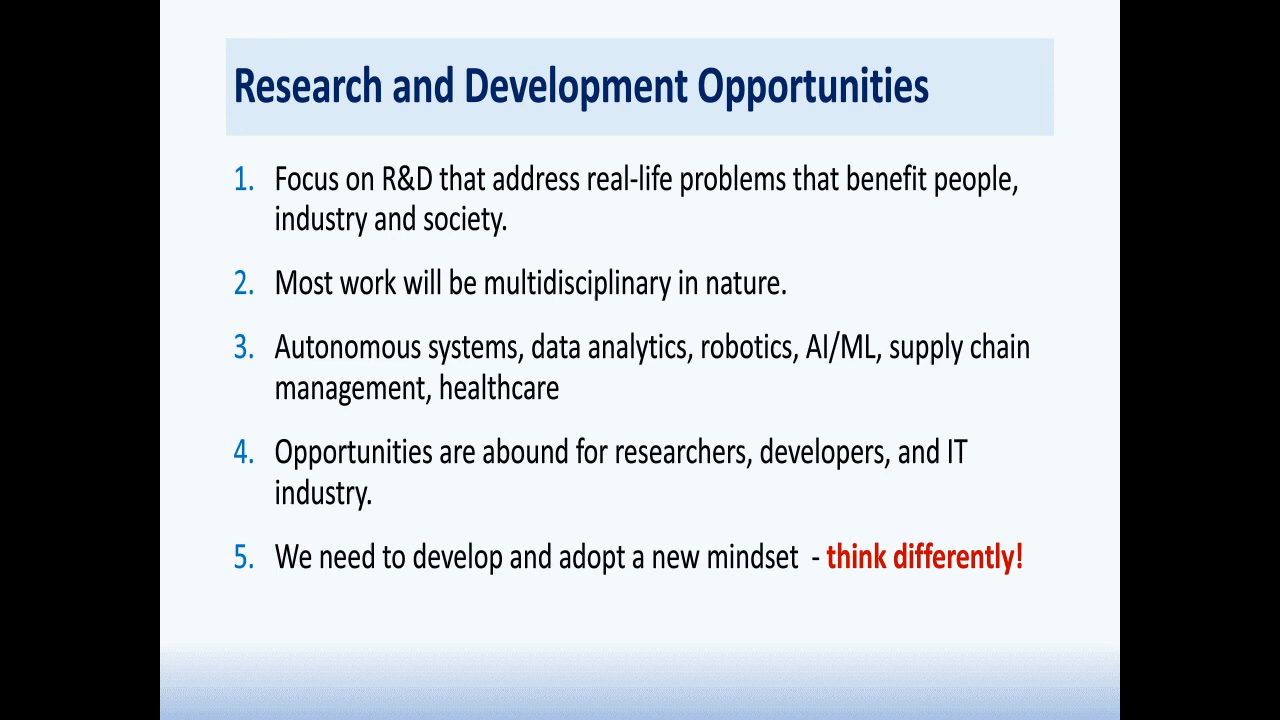 Research and Development Opportunities
1. Focus on R&D that address real-life problems that benefit people,
industry and society.
2. Most work will be multidisciplinary in nature.
3. Autonomous systems, data analytics, robotics, AI/ML, supply chain
management, healthcare
4. Opportunities are abound for researchers, developers, and IT
industry.
5. We need to develop and adopt a new mindset - think differently!